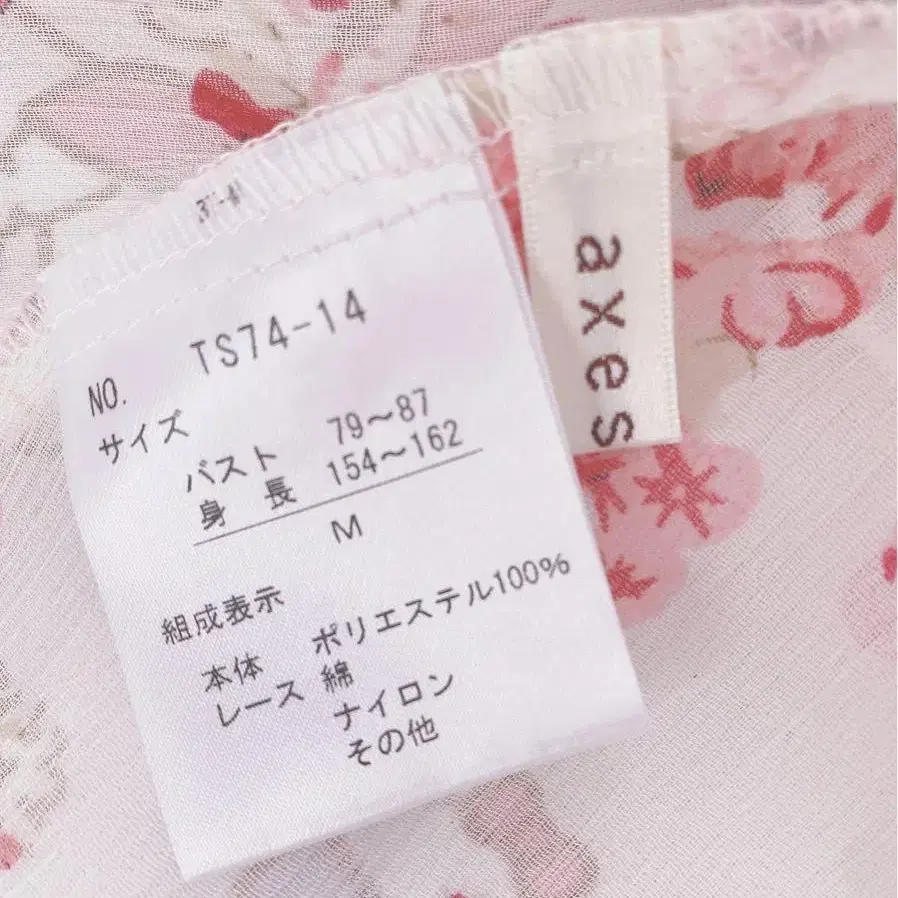 NO. TS74-14
サイズ
バスト 79～87
身 長 154～162
M
組成表示
本体 ポリエステル100%
レース 綿
ナイロン
その他
axes